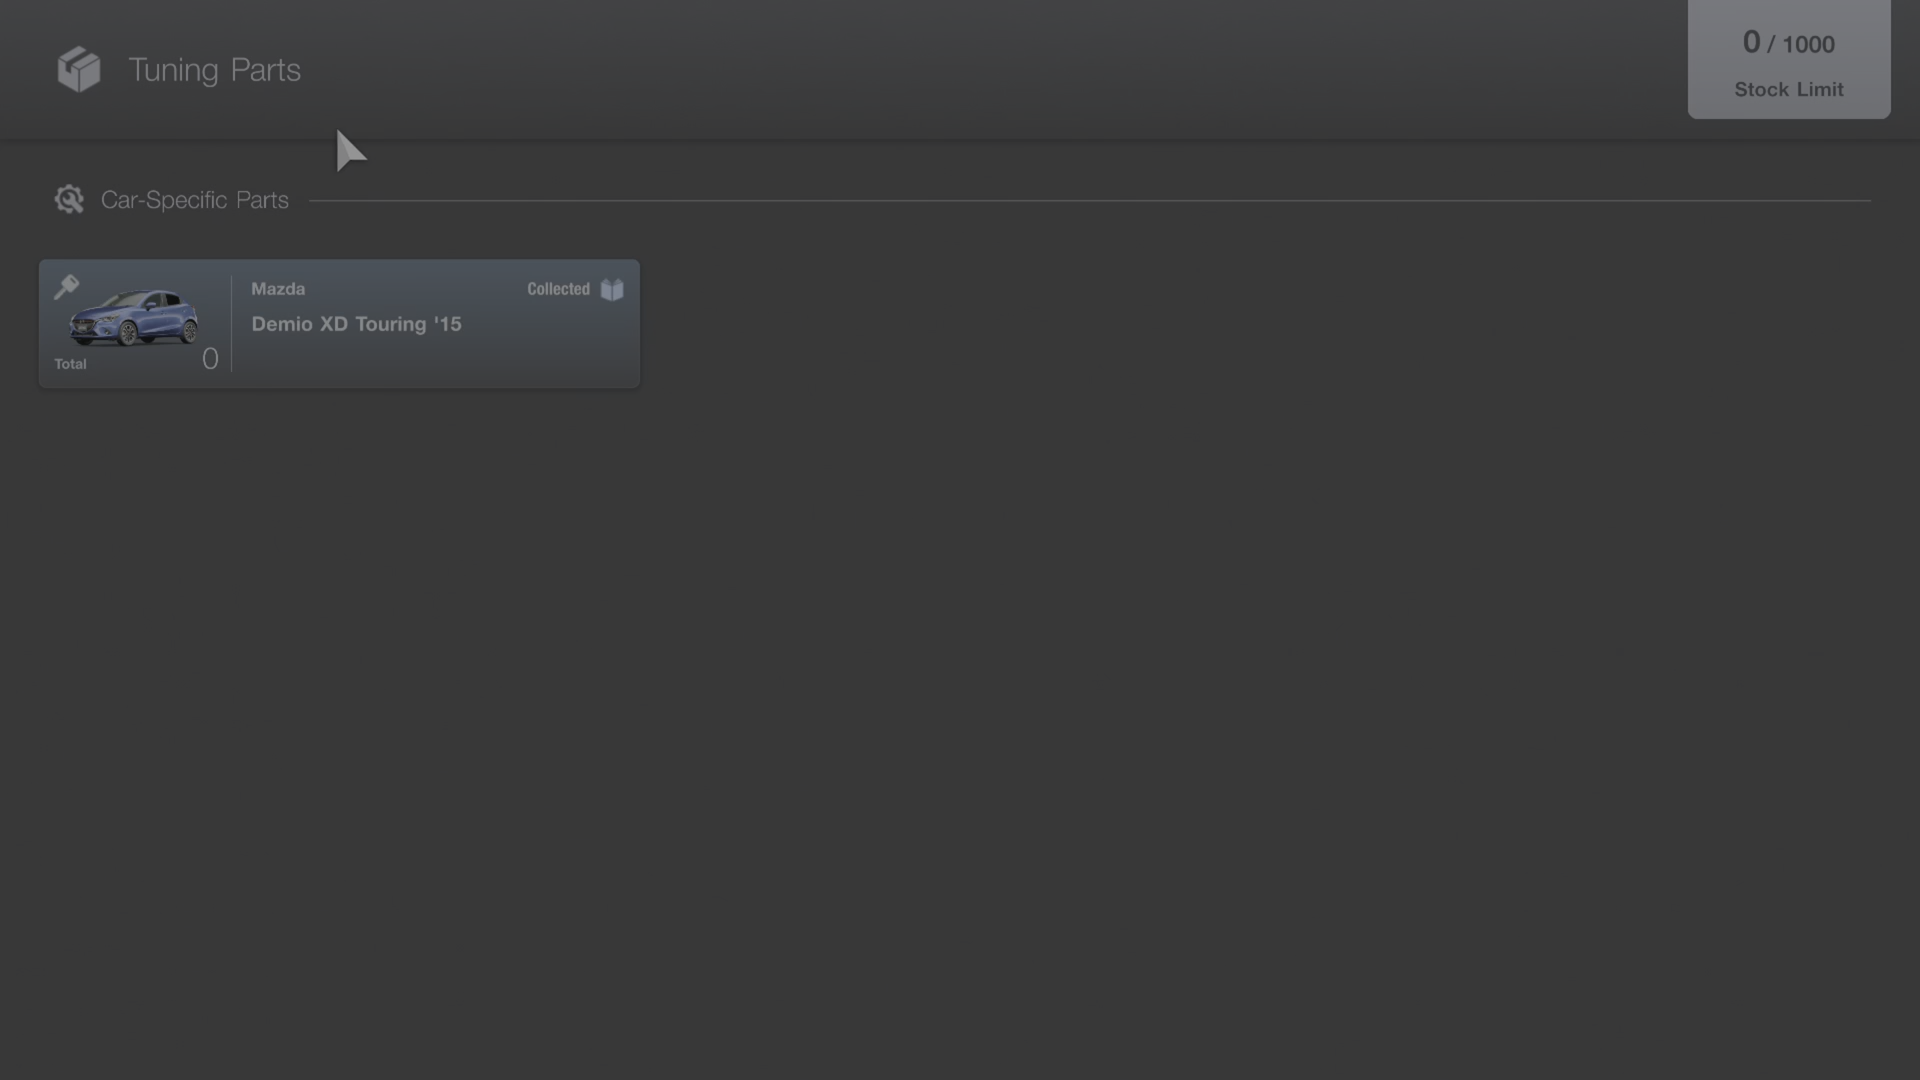 Tuning Parts
0 / 1000
Stock Limit
Car-Specific Parts
Mazda
Collected
Demio XD Touring '15
Total
0